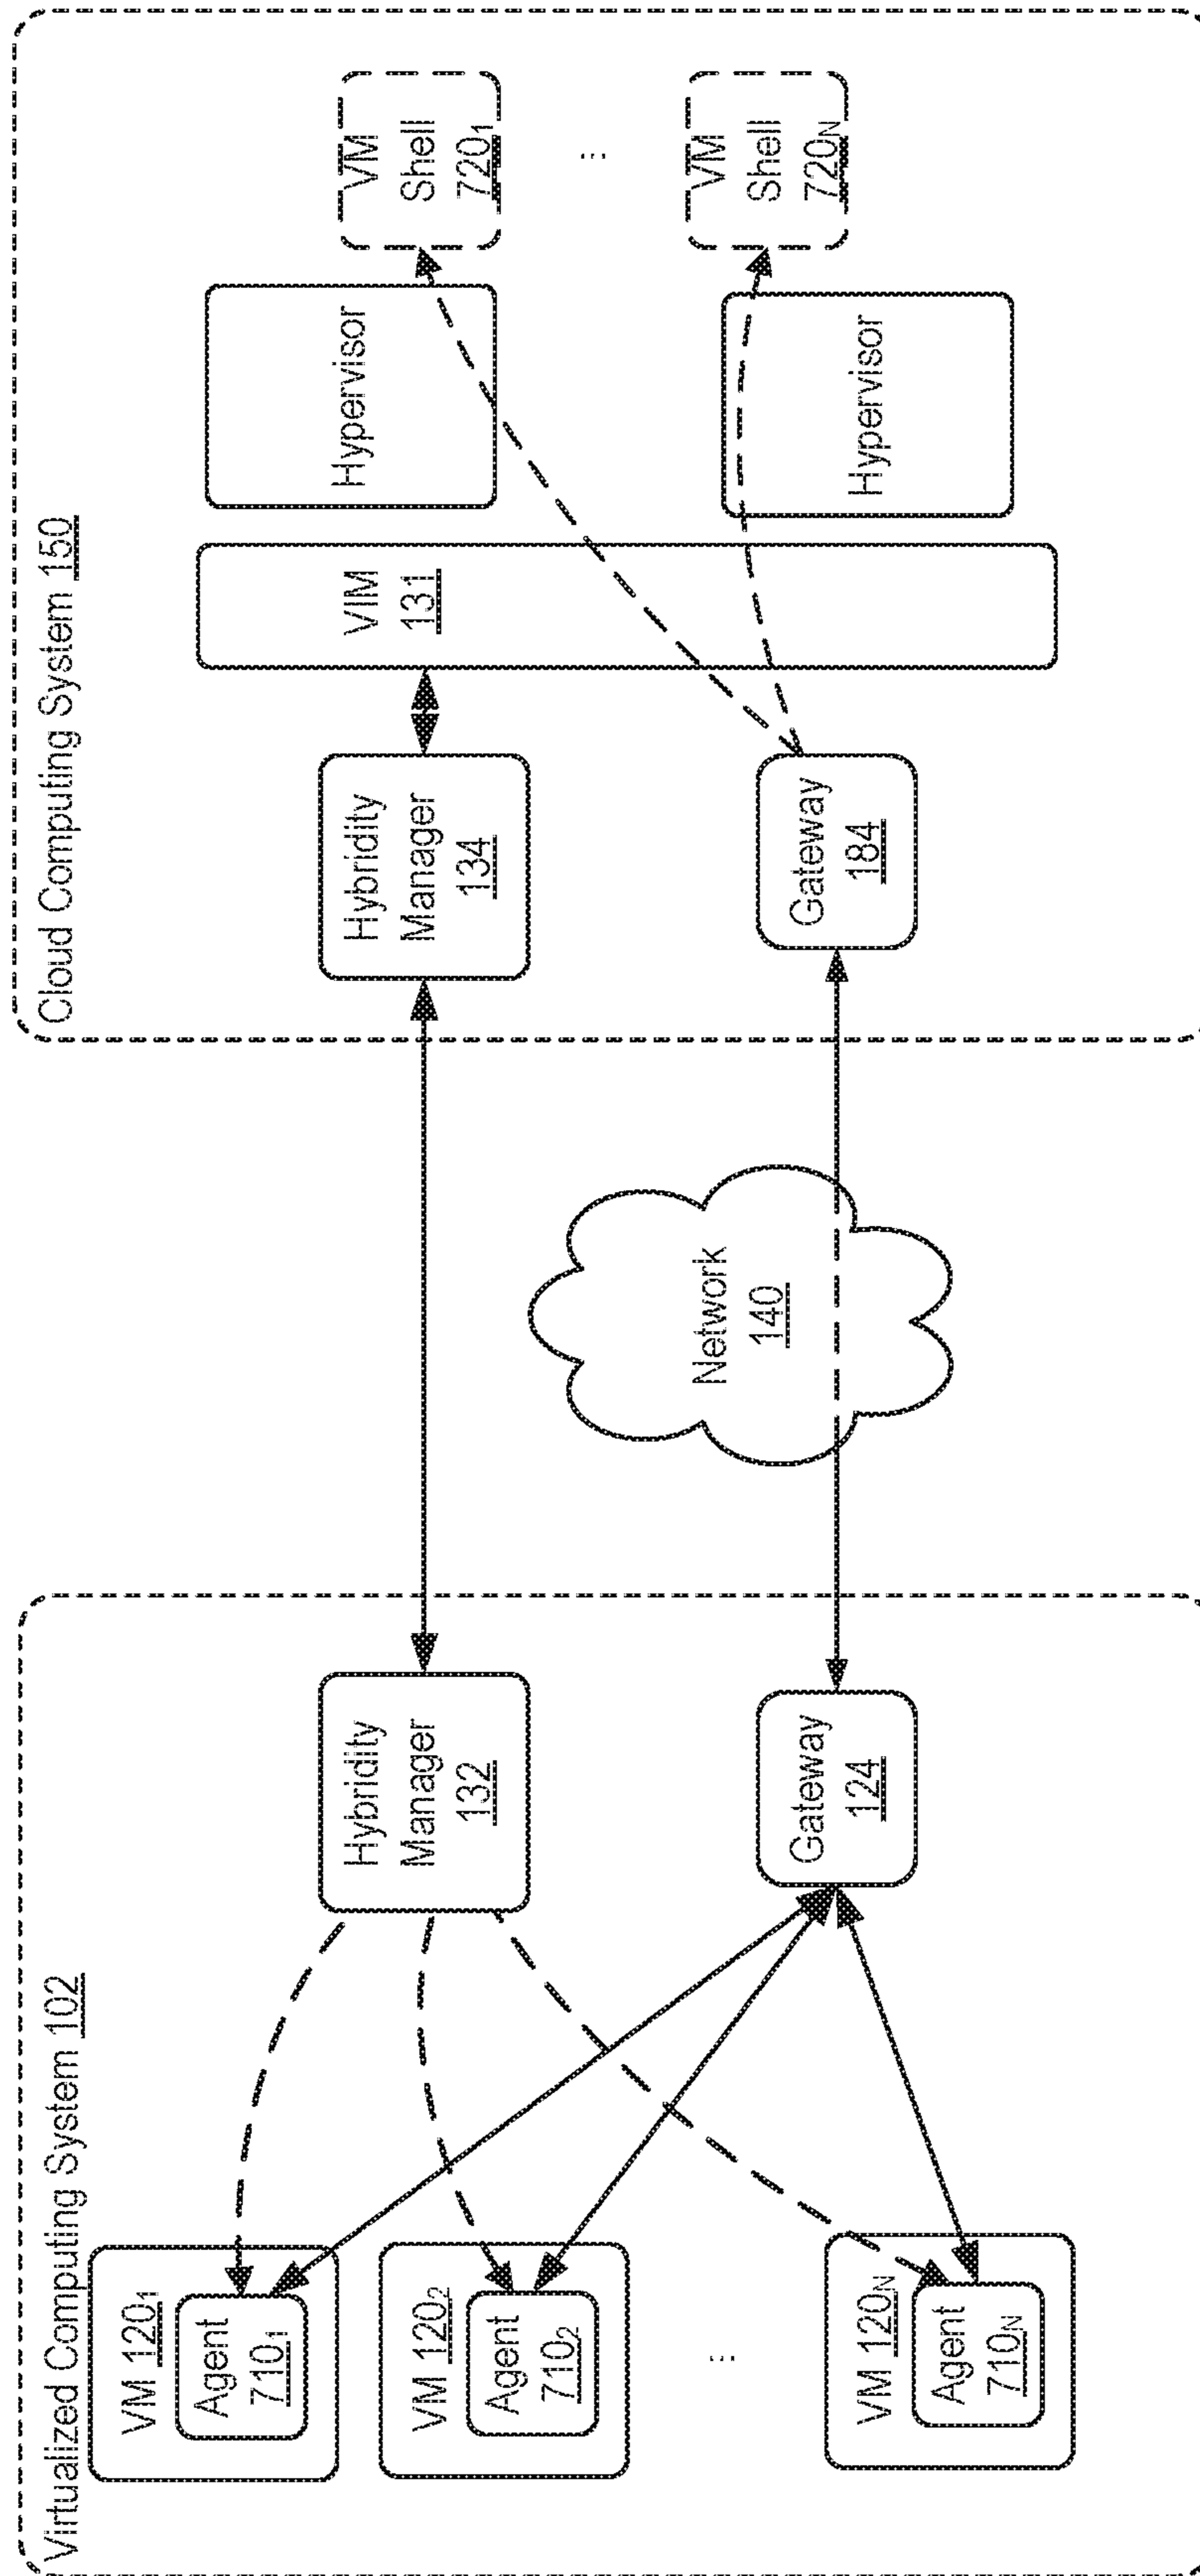 Virtualized Computing System 102
VM 120₁
Agent
710₁
VM 120₂
Agent
710₂
⋮
VM 120N
Agent
710N
Hybridity
Manager
132
Gateway
124
Network
140
Cloud Computing System 150
Hybridity
Manager
134
Gateway
184
VIM
131
Hypervisor
Hypervisor
VM
Shell
720₁
⋮
VM
Shell
720N